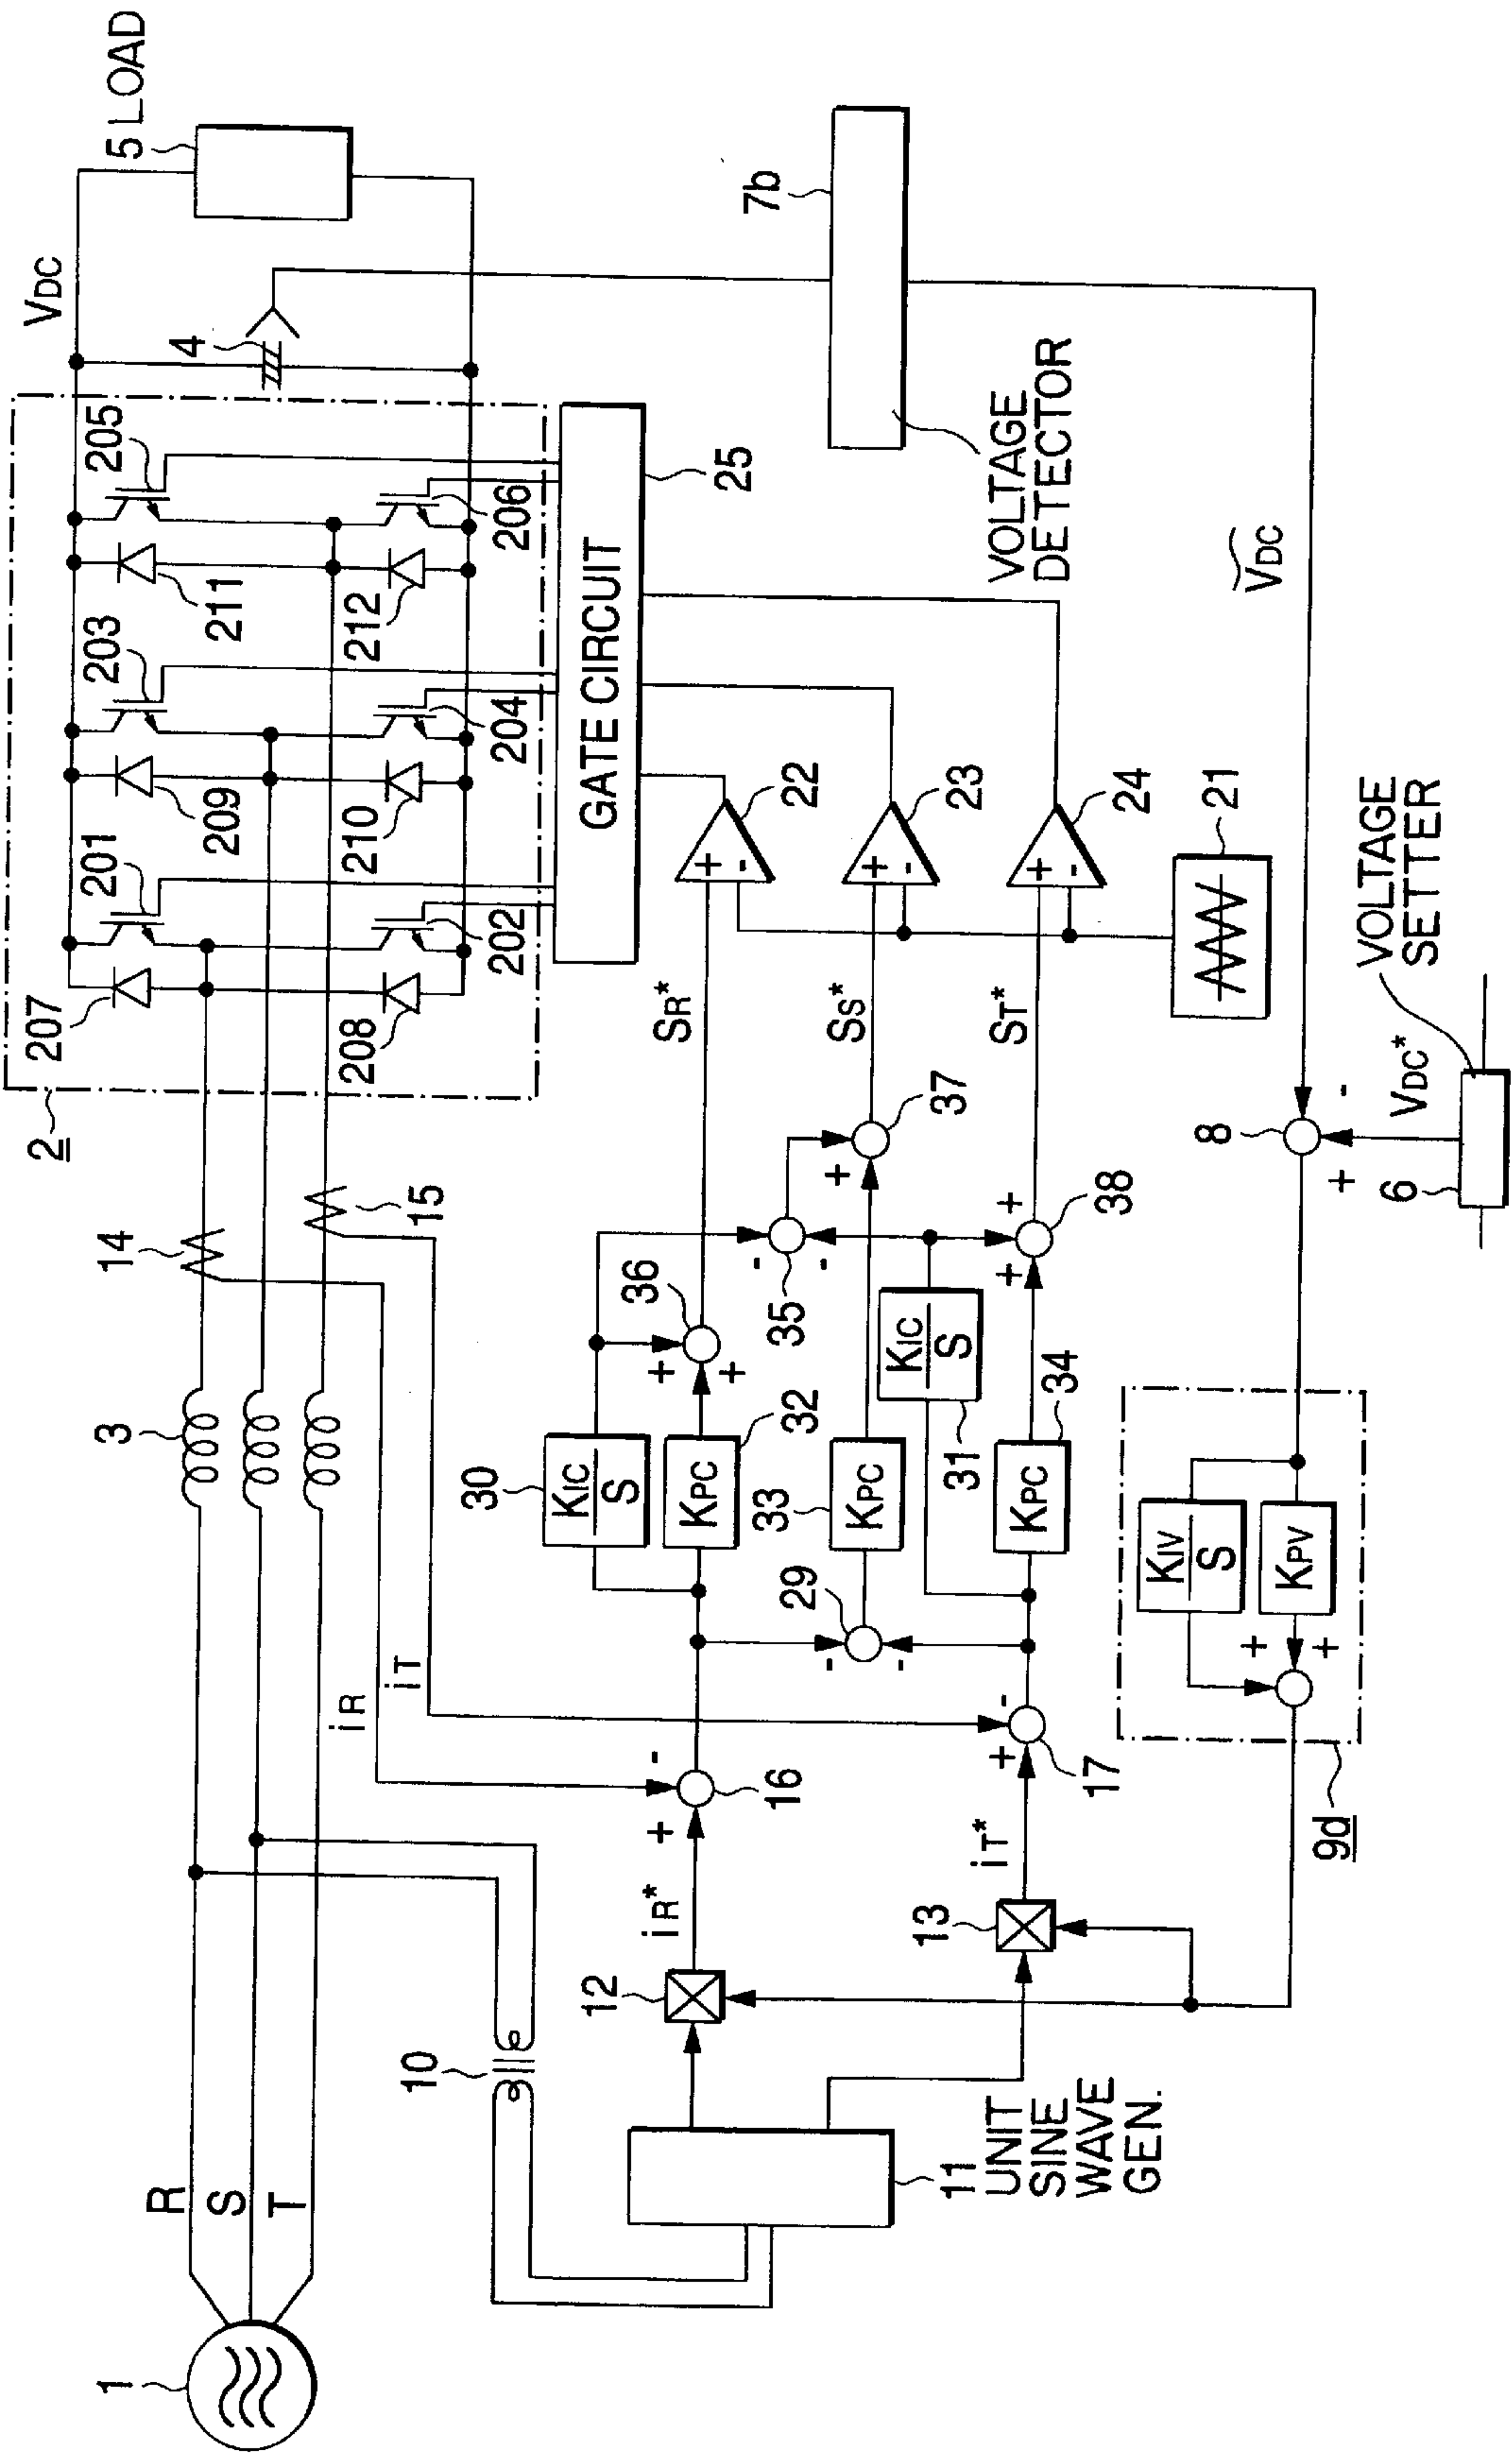 1
R
S
T
3
14
15
2
207
201
209
203
211
205
VDC
4
5 LOAD
208
202
210
204
212
206
GATE CIRCUIT
25
10
iR
iT
7b
VOLTAGE
DETECTOR
11
UNIT
SINE
WAVE
GEN.
12
iR*
+
-
16
30
KIC
S
KPC
32
+
+
36
SR*
+
-
22
29
-
-
33
KPC
35
-
-
+
37
SS*
+
-
23
13
iT*
+
-
17
KIC
S
31
KPC
34
+
+
38
ST*
+
-
24
21
9d
+
+
KIV
S
KPV
8
+
-
VDC
VDC*
6
VOLTAGE
SETTER